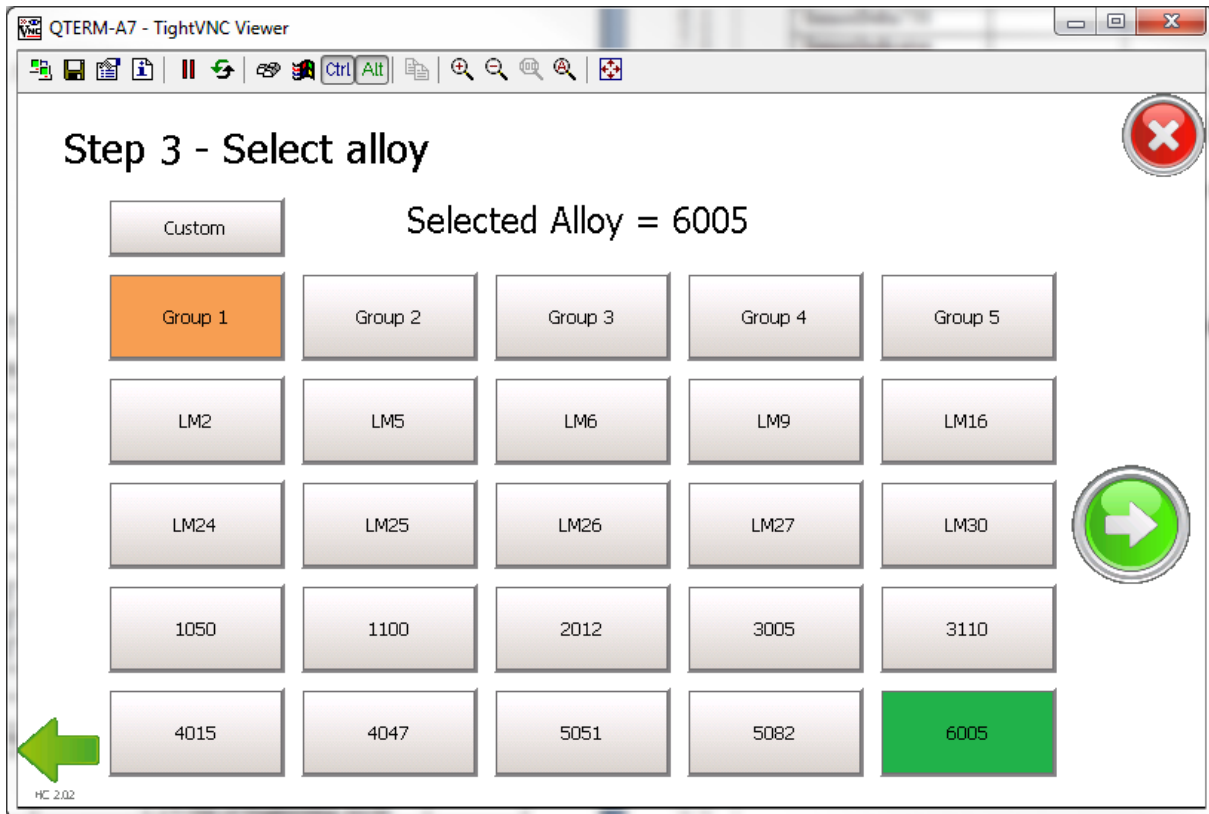 QTERM-A7 - TightVNC Viewer
Ctrl Alt
Step 3 - Select alloy
Custom
Selected Alloy = 6005
Group 1 Group 2 Group 3 Group 4 Group 5
LM2 LM5 LM6 LM9 LM16
LM24 LM25 LM26 LM27 LM30
1050 1100 2012 3005 3110
4015 4047 5051 5082 6005
HC 2.02